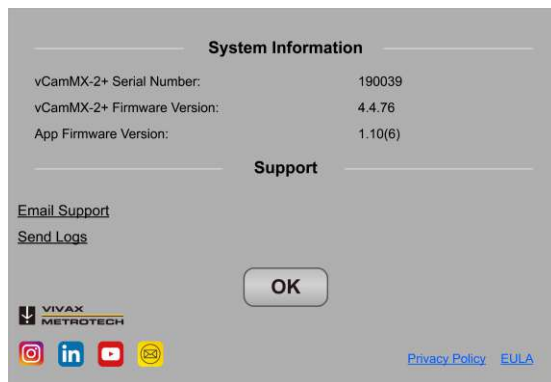 System Information
vCamMX-2+ Serial Number: 190039
vCamMX-2+ Firmware Version: 4.4.76
App Firmware Version: 1.10(6)
Support
Email Support
Send Logs
OK
VIVAX
METROTECH
in
Privacy Policy EULA